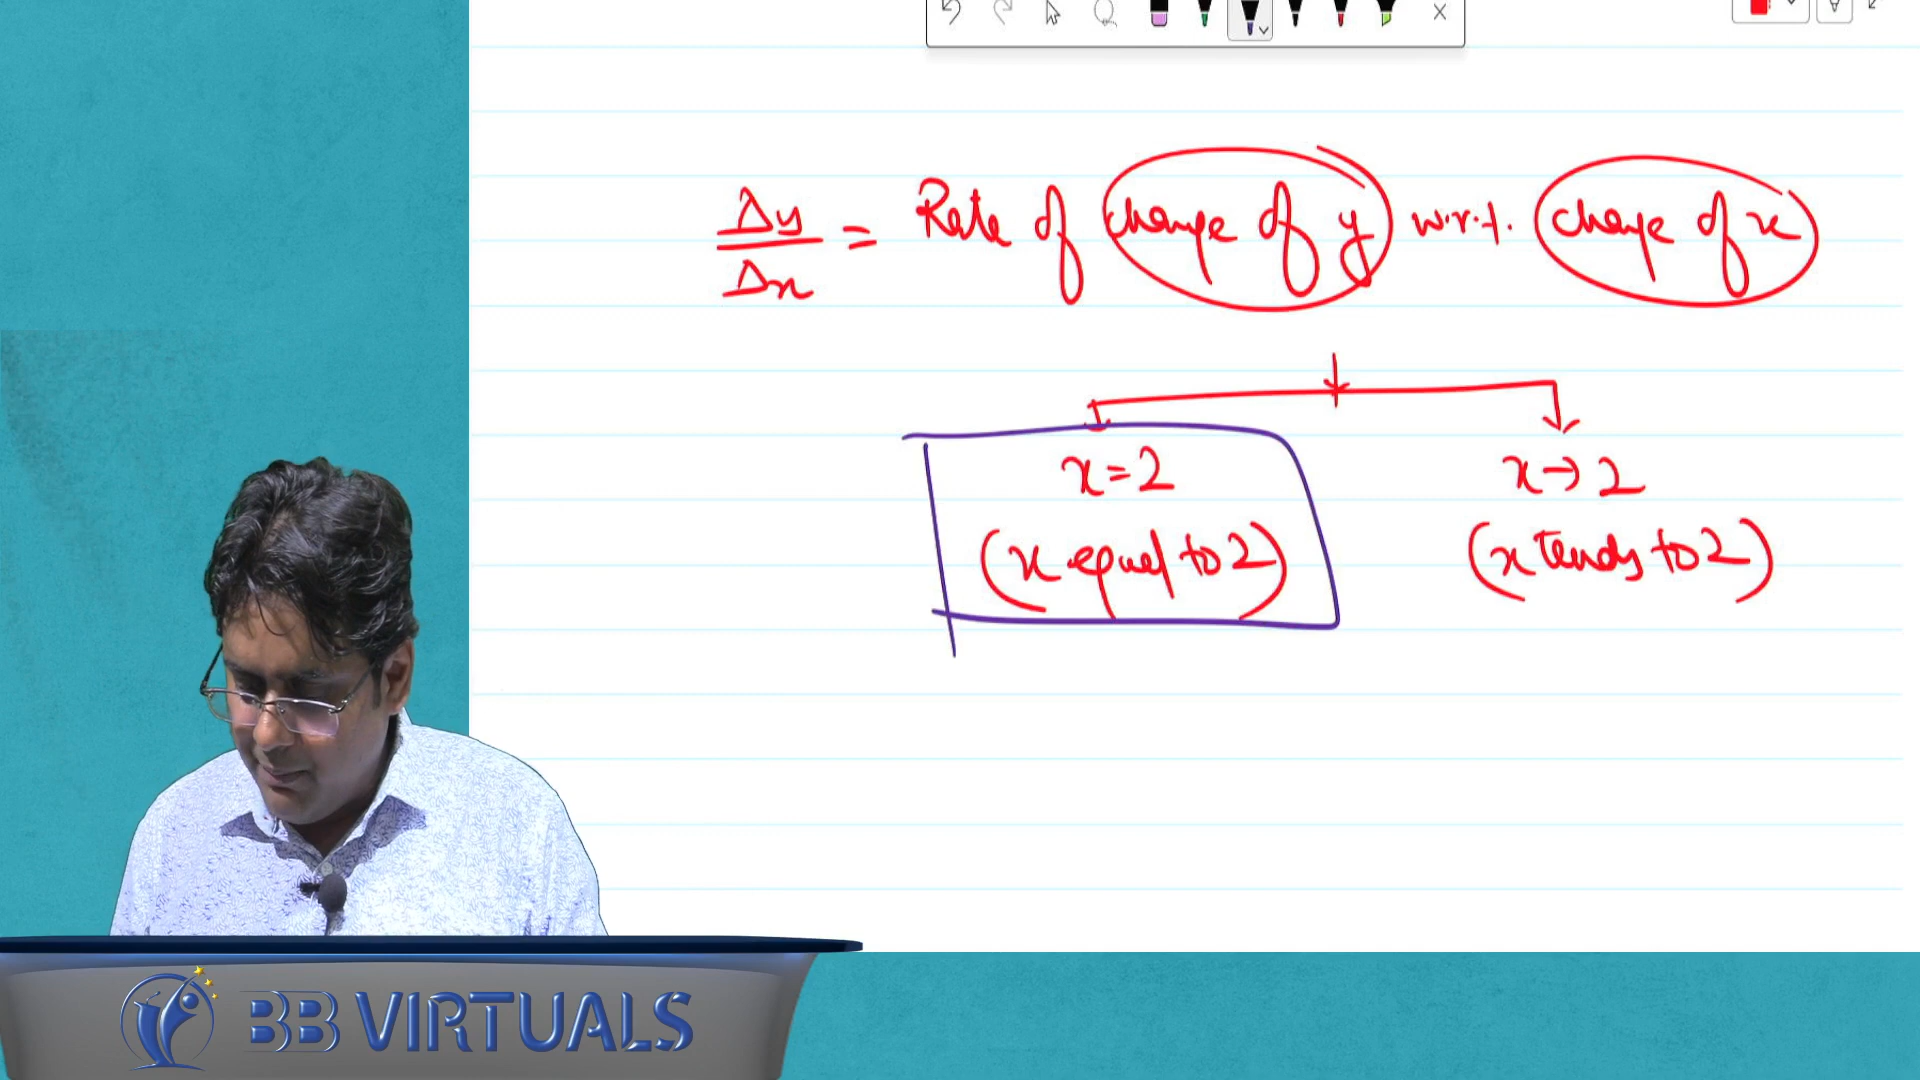 Δy/Δx = Rate of change of y w.r.t. change of x
x=2 x→2
(x equal to 2) (x tends to 2)
BB VIRTUALS